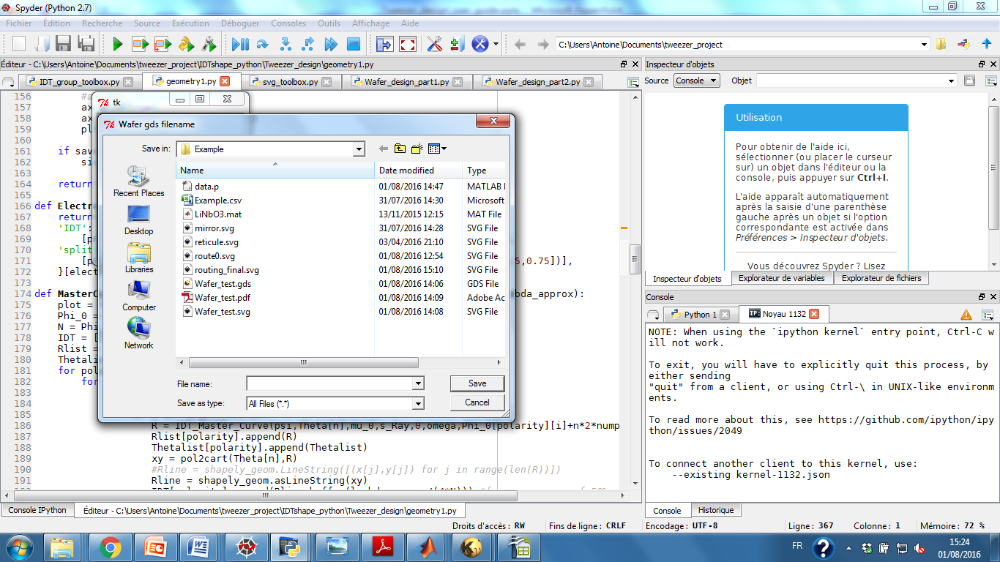 Spyder (Python 2.7)
Fichier Édition Recherche Source Exécution Déboguer Consoles Outils Affichage Aide
C:\Users\Antoine\Documents\tweezer_project
Éditeur - C:\Users\Antoine\Documents\tweezer_project\IDTshape_python\Tweezer_design\geometry1.py
IDT_group_toolbox.py geometry1.py svg_toolbox.py Wafer_design_part1.py Wafer_design_part2.py
156 #a
157 ax
158 ax
159 pl
160
161 if sav
162 si
163
164 return
165
166 def Electr
167 return
168 'IDT':
169 [p
170 'split
171 [p 5,0.75])],
172 }[elect
173
174 def MasterC bda_approx):
175 plot =
176 Phi_0 =
177 N = Phi
178 IDT = [
179 Rlist =
180 Thetali
181 for pol
182 for
183
184
185
186 R = IDT_Master_Curve(psi,Theta[n],mu_0,s_Ray,0,omega,Phi_0[polarity][i]+n*2*nump
187 Rlist[polarity].append(R)
188 Thetalist[polarity].append(Thetalist)
189 xy = pol2cart(Theta[n],R)
190 #Rline = shapely_geom.LineString([(x[j],y[j]) for j in range(len(R))])
191 Rline = shapely_geom.asLineString(xy)
tk
Wafer gds filename
Save in: Example
Recent Places
Desktop
Libraries
Computer
Network
Name Date modified Type
data.p 01/08/2016 14:47 MATLAB
Example.csv 31/07/2016 14:30 Microsoft
LiNbO3.mat 13/11/2015 12:15 MAT File
mirror.svg 31/07/2016 14:28 SVG File
reticule.svg 03/04/2016 21:10 SVG File
route0.svg 01/08/2016 12:54 SVG File
routing_final.svg 01/08/2016 15:10 SVG File
Wafer_test.gds 01/08/2016 14:06 GDS File
Wafer_test.pdf 01/08/2016 14:09 Adobe Ac
Wafer_test.svg 01/08/2016 14:08 SVG File
File name: Save
Save as type: All Files (*.*) Cancel
Console IPython Éditeur - C:\Users\Antoine\Documents\tweezer_project\IDTshape_python\Tweezer_design\geometry1.py
Inspecteur d'objets
Source Console Objet
Utilisation
Pour obtenir de l'aide ici,
sélectionner (ou placer le curseur
sur) un objet dans l'éditeur ou la
console, puis appuyer sur Ctrl+I.
L'aide apparaît automatiquement
après la saisie d'une parenthèse
gauche après un objet si l'option
correspondante est activée dans
Préférences > Inspecteur d'objets.
Vous découvrez Spyder ? Lisez
Inspecteur d'objets Explorateur de variables Explorateur de fichiers
Console
Python 1 IP: Noyau 1132
NOTE: When using the `ipython kernel` entry point, Ctrl-C w
ill not work.
To exit, you will have to explicitly quit this process, by
either sending
"quit" from a client, or using Ctrl-\ in UNIX-like environm
ents.
To read more about this, see https://github.com/ipython/ipy
thon/issues/2049
To connect another client to this kernel, use:
--existing kernel-1132.json
Console Historique
Droits d'accès : RW Fins de ligne : CRLF Encodage : UTF-8 Ligne : 367 Colonne : 1 Mémoire : 72 %
FR
15:24
01/08/2016